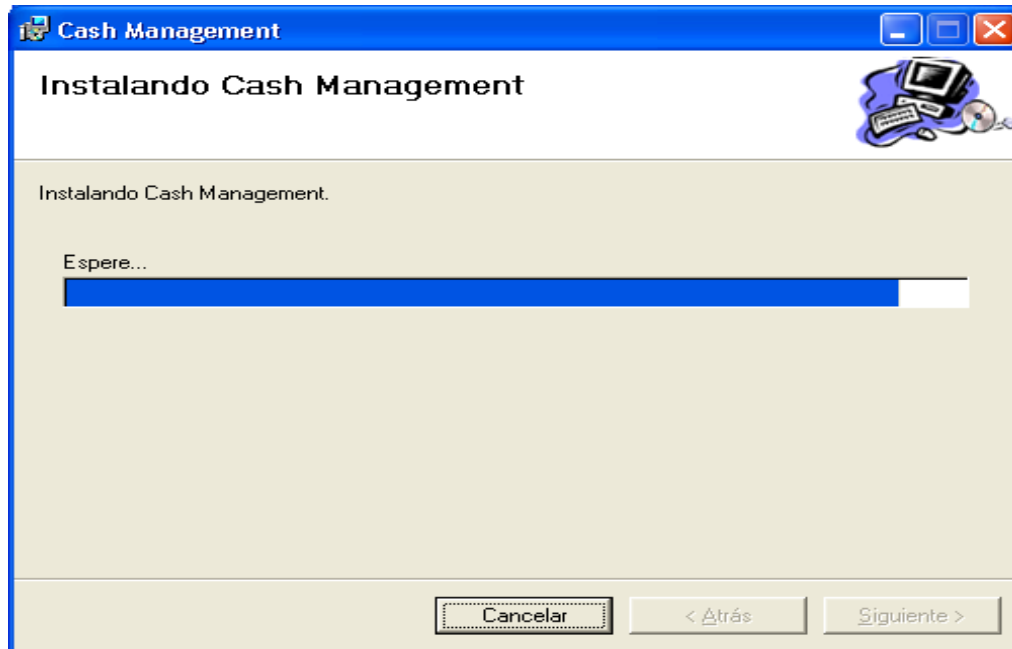 Cash Management
Instalando Cash Management
Instalando Cash Management.
Espere...
Cancelar
< Atrás
Siguiente >